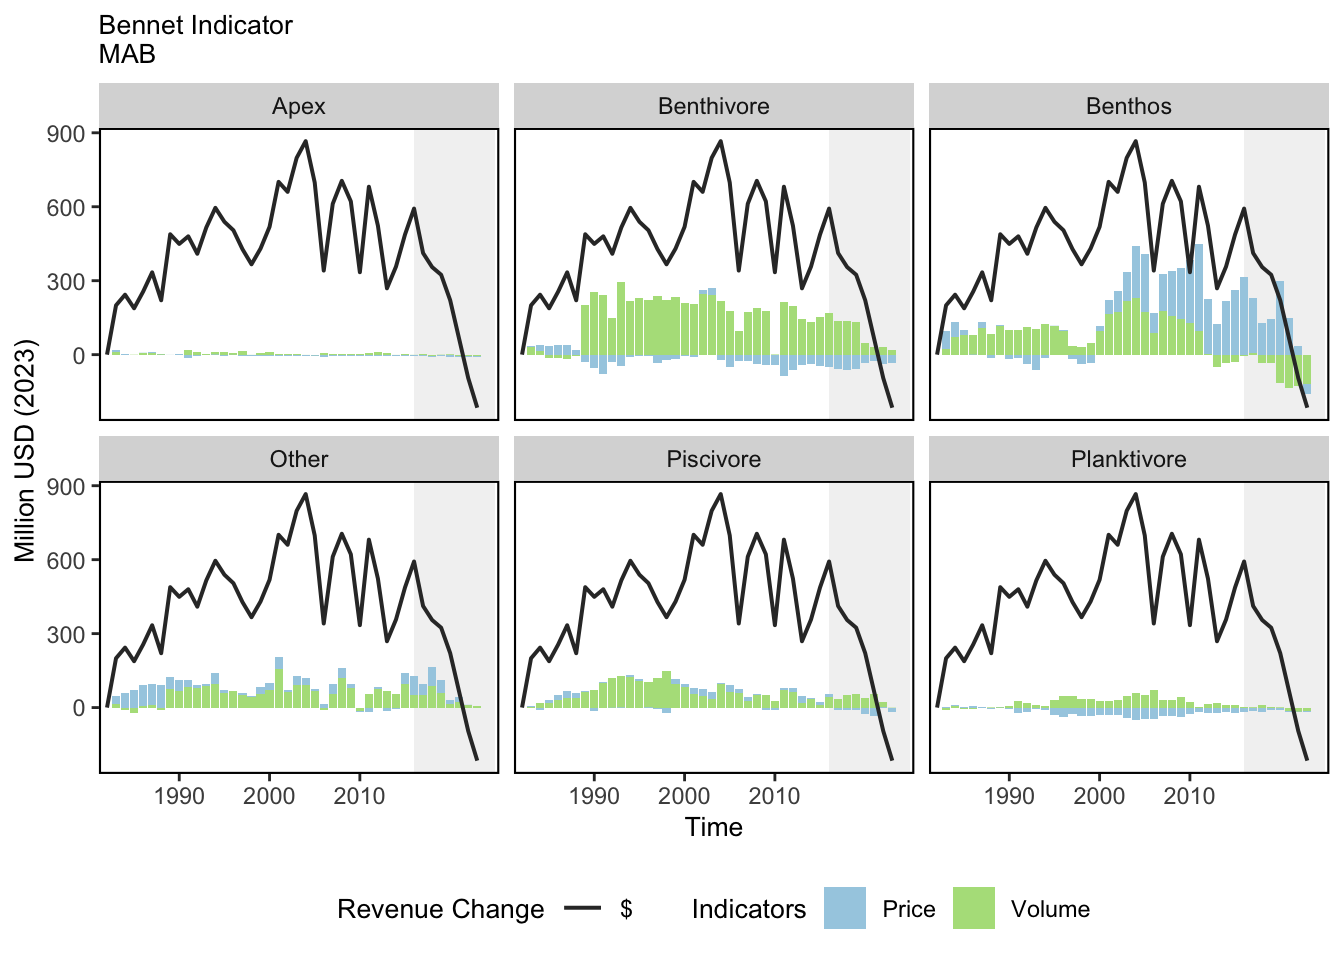 Bennet Indicator
MAB
Apex
Benthivore
Benthos
900
600
300
0
Other
Piscivore
Planktivore
900
600
300
0
Million USD (2023)
1990 2000 2010
1990 2000 2010
1990 2000 2010
Time
Revenue Change $ Indicators Price Volume